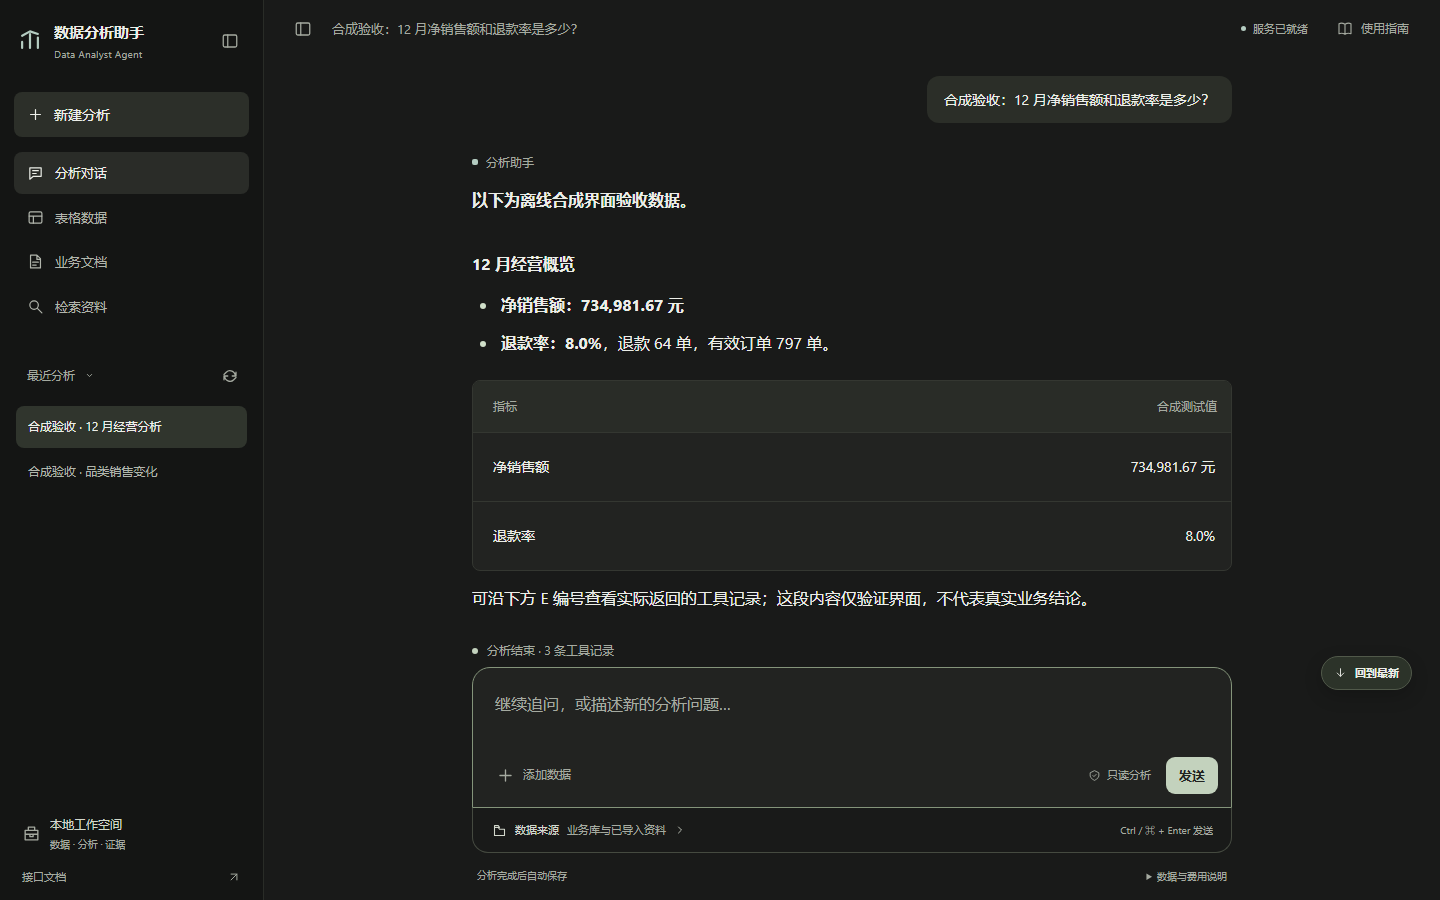 数据分析助手
Data Analyst Agent
新建分析
分析对话
表格数据
业务文档
检索资料
最近分析
合成验收 · 12 月经营分析
合成验收 · 品类销售变化
本地工作空间
数据 · 分析 · 证据
接口文档
合成验收：12 月净销售额和退款率是多少？
服务已就绪
使用指南
合成验收：12 月净销售额和退款率是多少？
分析助手
以下为离线合成界面验收数据。
12 月经营概览
净销售额：734,981.67 元
退款率：8.0%，退款 64 单，有效订单 797 单。
指标 合成测试值
净销售额 734,981.67 元
退款率 8.0%
可沿下方 E 编号查看实际返回的工具记录；这段内容仅验证界面，不代表真实业务结论。
分析结束 · 3 条工具记录
回到最新
继续追问，或描述新的分析问题...
添加数据
只读分析
发送
数据来源 业务库与已导入资料
Ctrl / ⌘ + Enter 发送
分析完成后自动保存
数据与费用说明